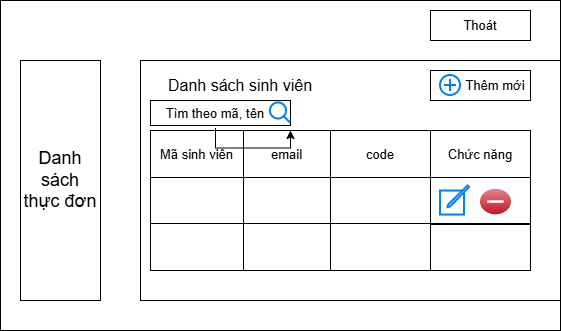 Thoát
Danh sách sinh viên
Thêm mới
Tìm theo mã, tên
Mã sinh viên
email
code
Chức năng
Danh
sách
thực đơn